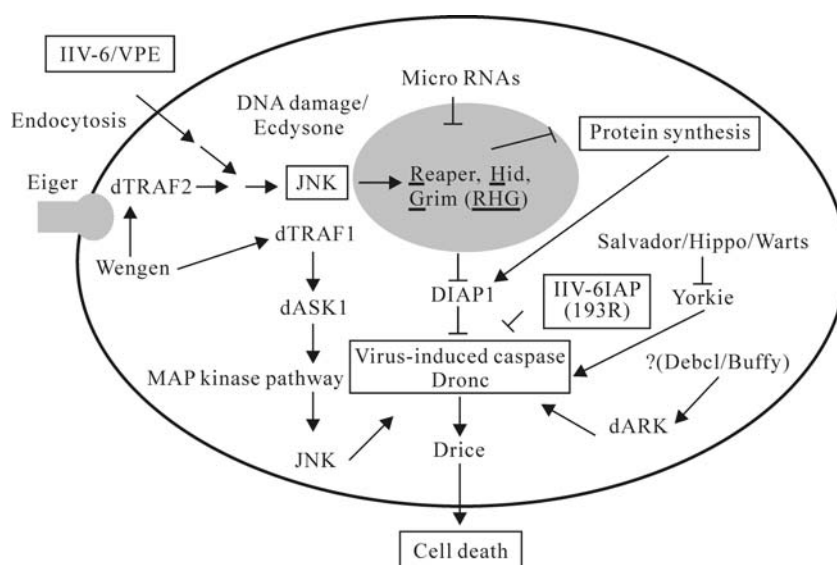 IIV-6/VPE
Micro RNAs
DNA damage/
Ecdysone
Endocytosis
Protein synthesis
Eiger
dTRAF2
JNK
Reaper, Hid,
Grim (RHG)
dTRAF1
Wengen
Salvador/Hippo/Warts
DIAP1
IIV-6IAP
(193R)
Yorkie
dASK1
Virus-induced caspase
Dronc
?(Debcl/Buffy)
MAP kinase pathway
dARK
JNK
Drice
Cell death